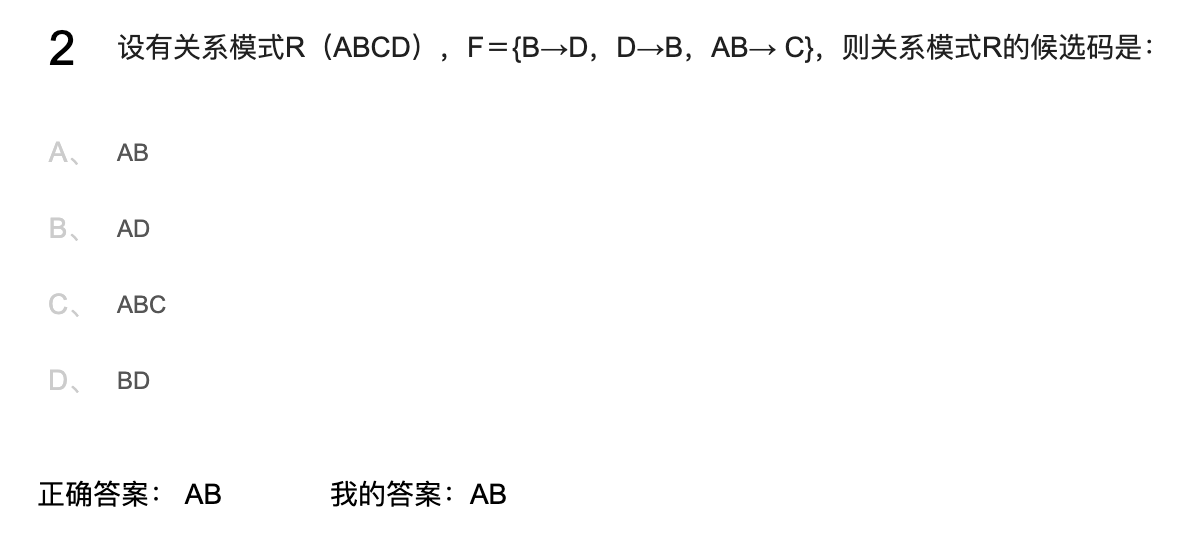 2 设有关系模式R（ABCD），F＝{B→D，D→B，AB→ C}，则关系模式R的候选码是：
A、 AB
B、 AD
C、 ABC
D、 BD
正确答案： AB 我的答案：AB